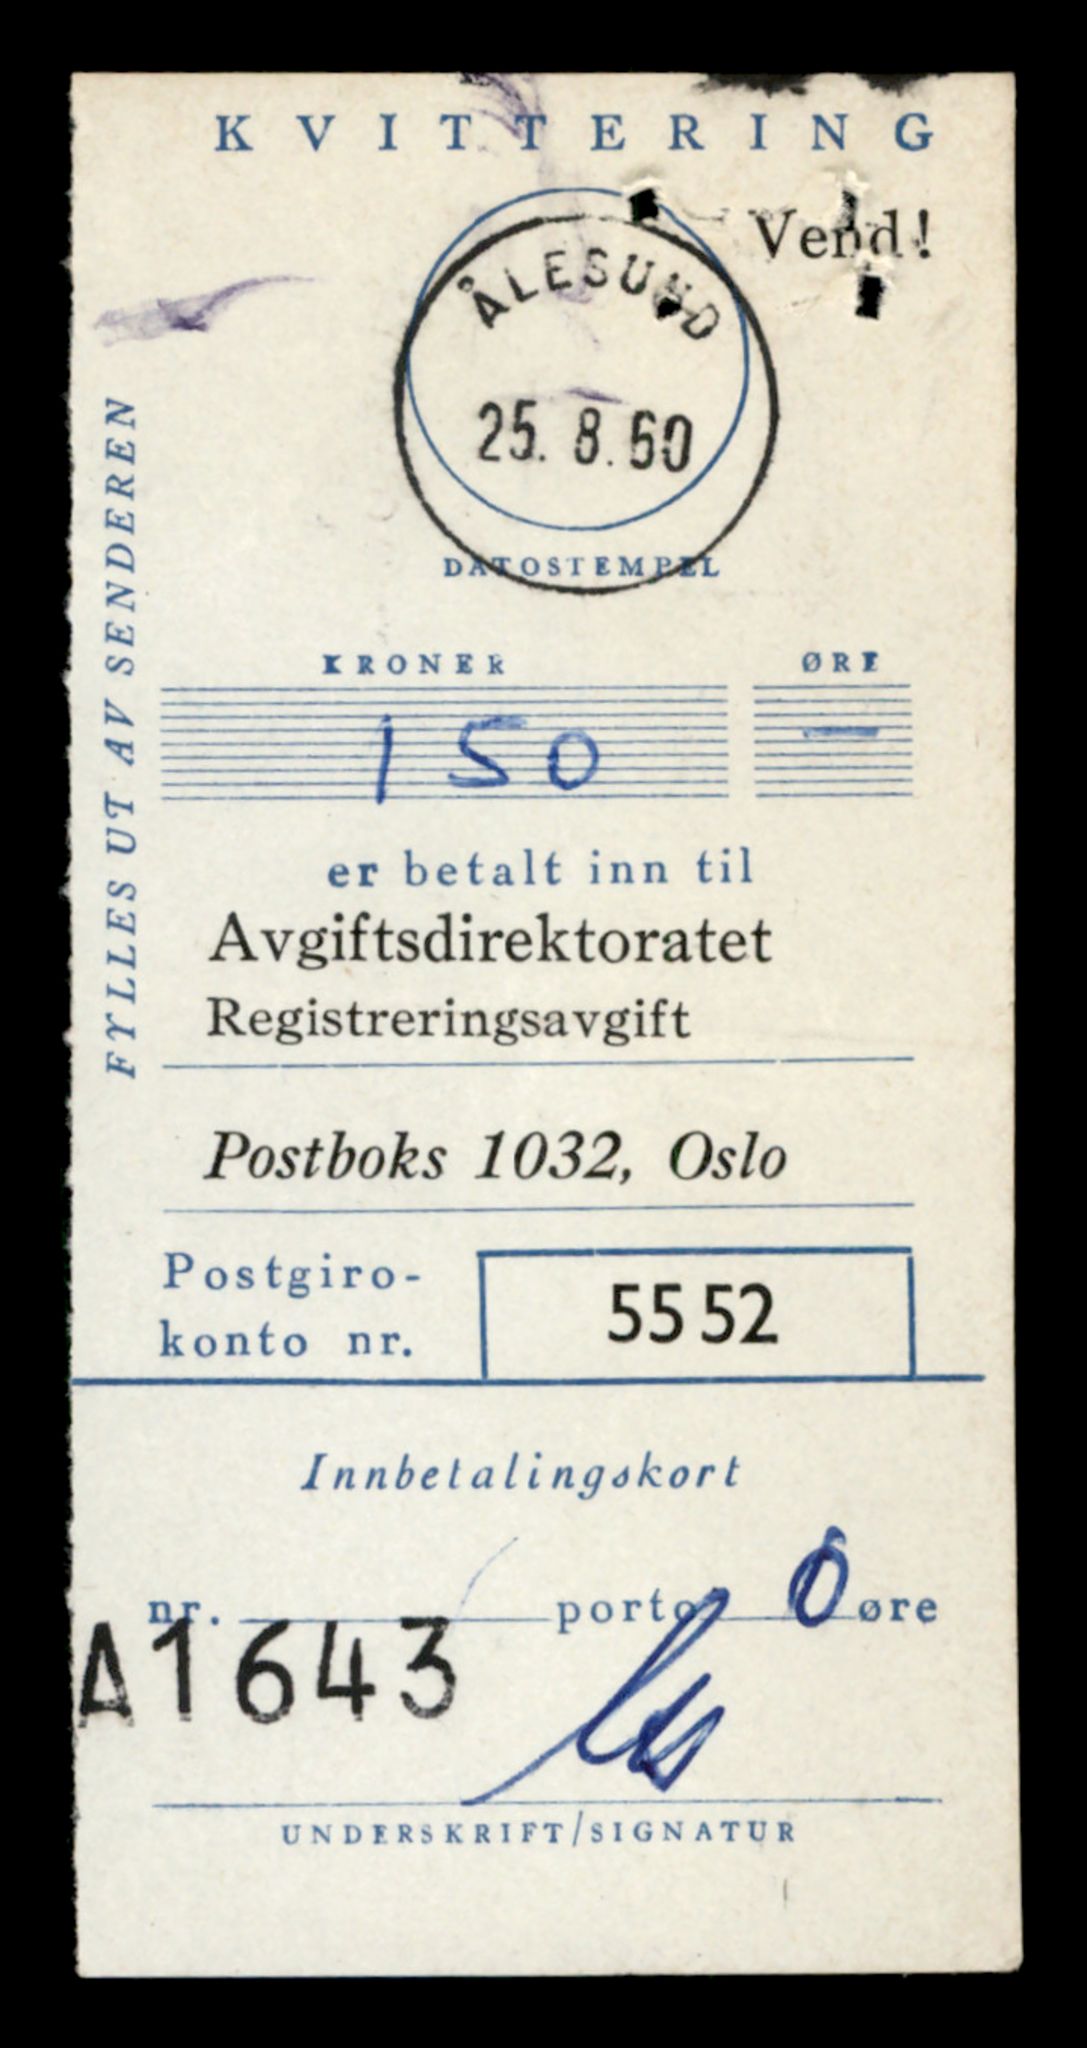 KVITTERING
Vend!
ÅLESUND
25. 8. 60
DATOSTEMPEL
FYLLES UT AV SENDEREN
KRONER ØRE
150 —
er betalt inn til
Avgiftsdirektoratet
Registreringsavgift
Postboks 1032, Oslo
Postgiro-
konto nr. 5552
Innbetalingskort
nr. porto 0 øre
A1643
UNDERSKRIFT/SIGNATUR